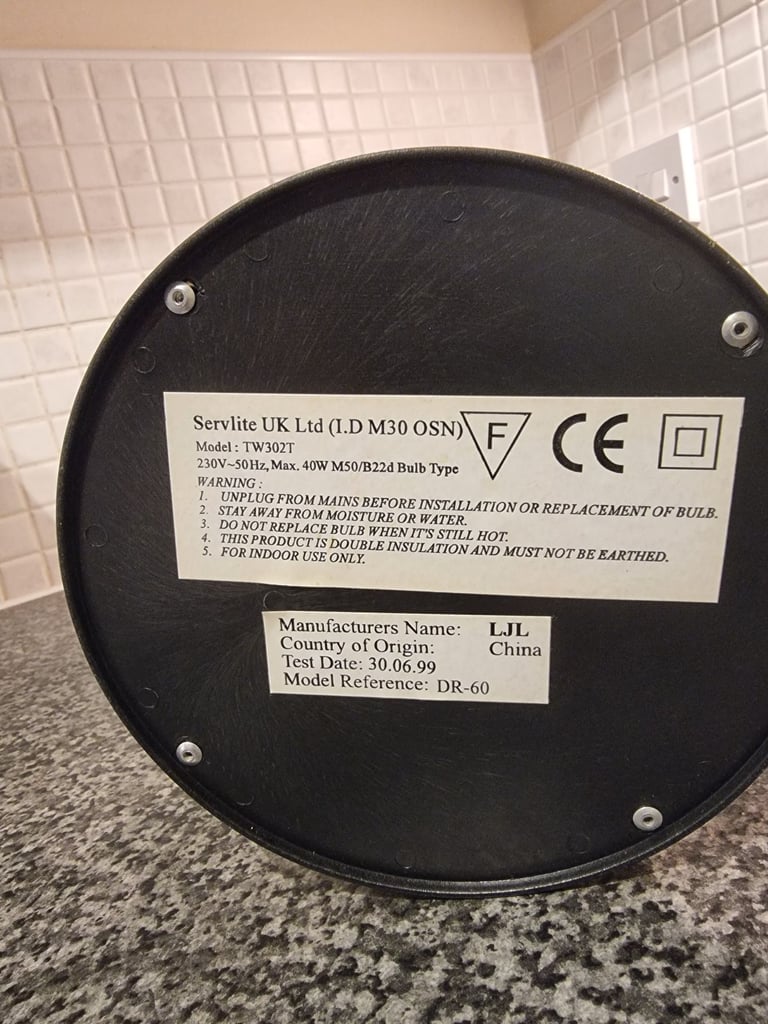 Servlite UK Ltd (I.D M30 OSN)
F
CE
Model : TW302T
230V~50Hz, Max. 40W M50/B22d Bulb Type
WARNING :
1. UNPLUG FROM MAINS BEFORE INSTALLATION OR REPLACEMENT OF BULB.
2. STAY AWAY FROM MOISTURE OR WATER.
3. DO NOT REPLACE BULB WHEN IT'S STILL HOT.
4. THIS PRODUCT IS DOUBLE INSULATION AND MUST NOT BE EARTHED.
5. FOR INDOOR USE ONLY.
Manufacturers Name: LJL
Country of Origin: China
Test Date: 30.06.99
Model Reference: DR-60